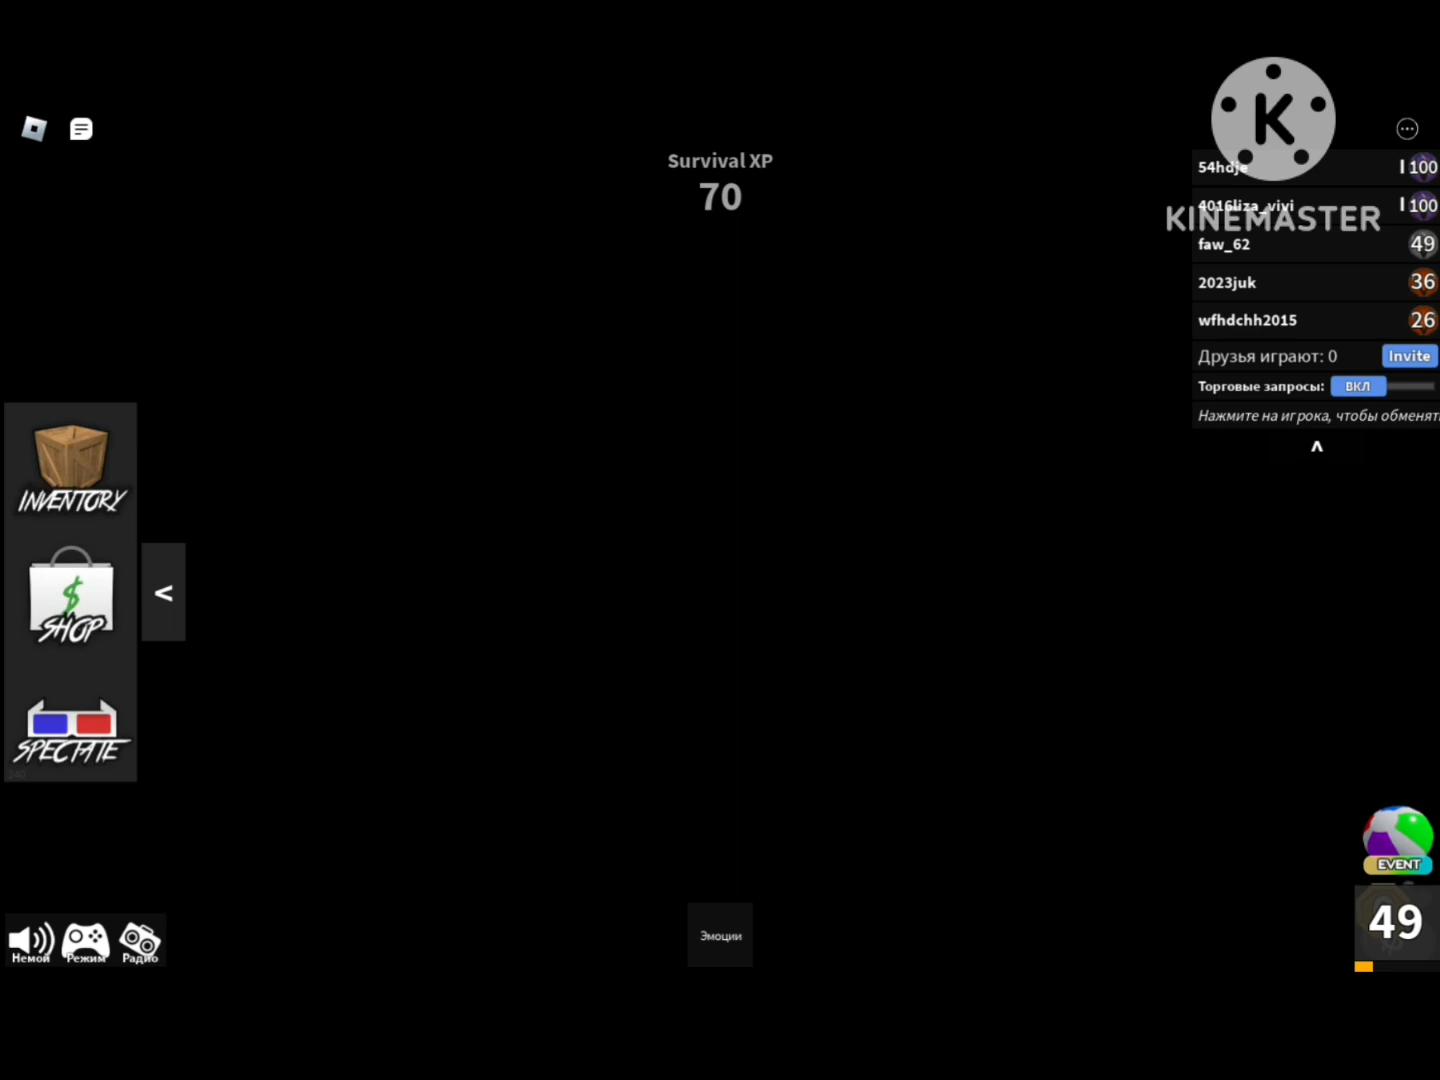 Survival XP
70
K
KINEMASTER
54hdje 100
4016liza_vivi 100
faw_62 49
2023juk 36
wfhdchh2015 26
Друзья играют: 0 Invite
Торговые запросы: ВКЛ
Нажмите на игрока, чтобы обменят
^
INVENTORY
$
SHOP
<
SPECTATE
240
EVENT
49
Немой Режим Радио
Эмоции